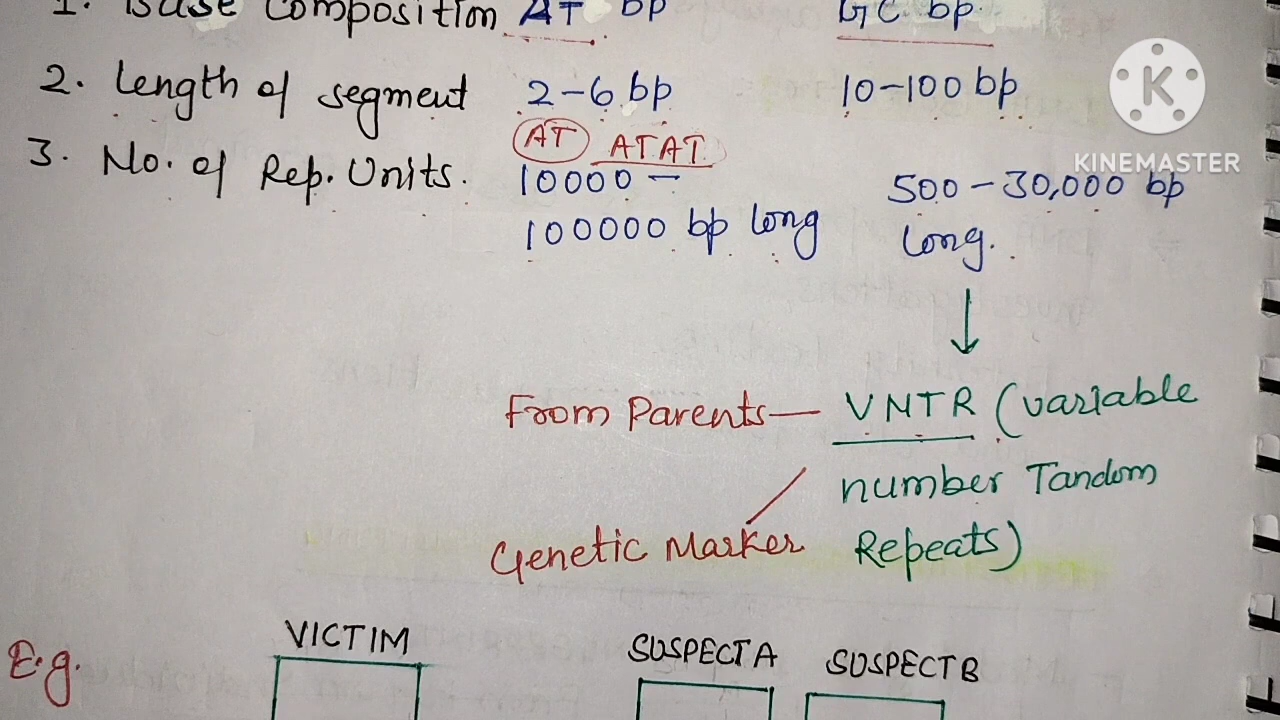 1. Base Composition AT bp GC bp.
2. Length of segment 2-6 bp 10-100 bp
3. No. of Rep. Units. AT ATAT
10000 - 500 - 30,000 bp
100000 bp long long.
From Parents— VNTR (variable
number Tandom
Genetic Marker Repeats)
E.g. VICTIM SUSPECT A SUSPECT B
KINEMASTER